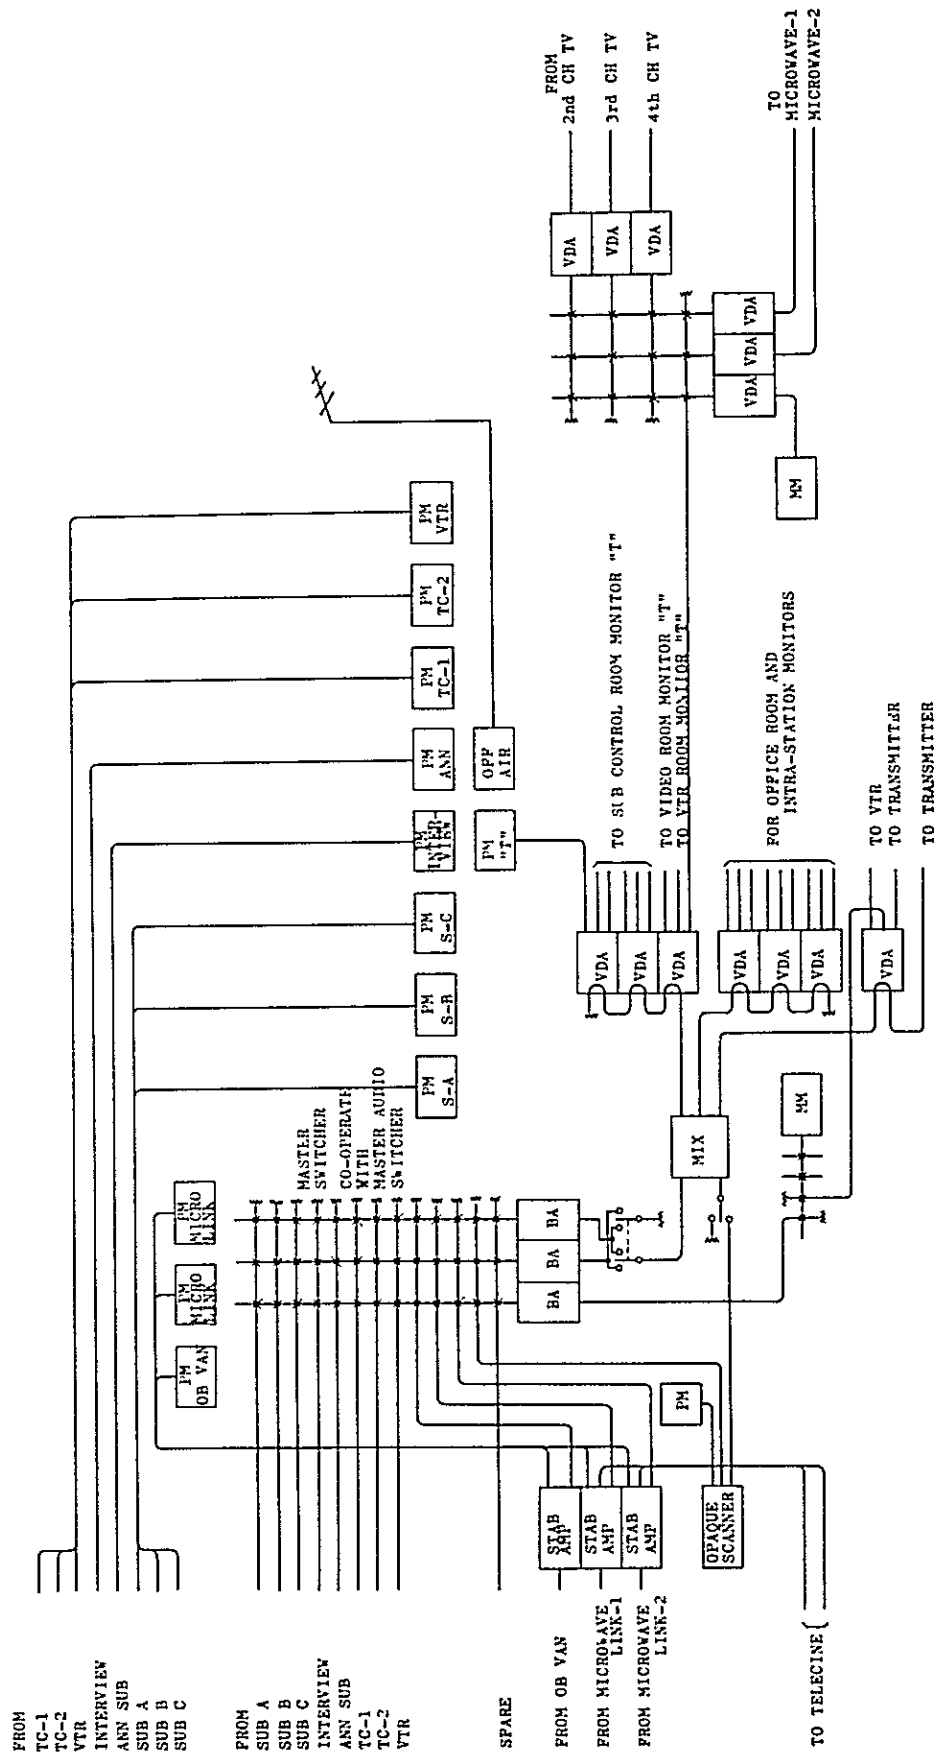 FROM
TC-1
TC-2
VTR
INTERVIEW
ANN SUB
SUB A
SUB B
SUB C
FROM
SUB A
SUB B
SUB C
INTERVIEW
ANN SUB
TC-1
TC-2
VTR
SPARE
FROM OB VAN
FROM MICROWAVE
LINK-1
FROM MICROWAVE
LINK-2
TO TELECINE
STAB
AMP
STAB
AMP
STAB
AMP
OPAQUE
SCANNER
PM
PM
OB VAN
PM
MICRO
LINK
PM
MICRO
LINK
MASTER
SWITCHER
CO-OPERATE
WITH
MASTER AUDIO
SWITCHER
BA
BA
BA
MIX
MM
PM
S-A
PM
S-B
PM
S-C
PM
INTER-
VIEW
PM
ANN
PM
TC-1
PM
TC-2
PM
VTR
PM
"T"
OFF
AIR
VDA
VDA
VDA
TO SUB CONTROL ROOM MONITOR "T"
TO VIDEO ROOM MONITOR "T"
TO VTR ROOM MONITOR "T"
VDA
VDA
VDA
FOR OFFICE ROOM AND
INTRA-STATION MONITORS
VDA
TO VTR
TO TRANSMITTER
TO TRANSMITTER
MM
VDA
VDA
VDA
VDA
VDA
VDA
FROM
2nd CH TV
3rd CH TV
4th CH TV
TO
MICROWAVE-1
MICROWAVE-2